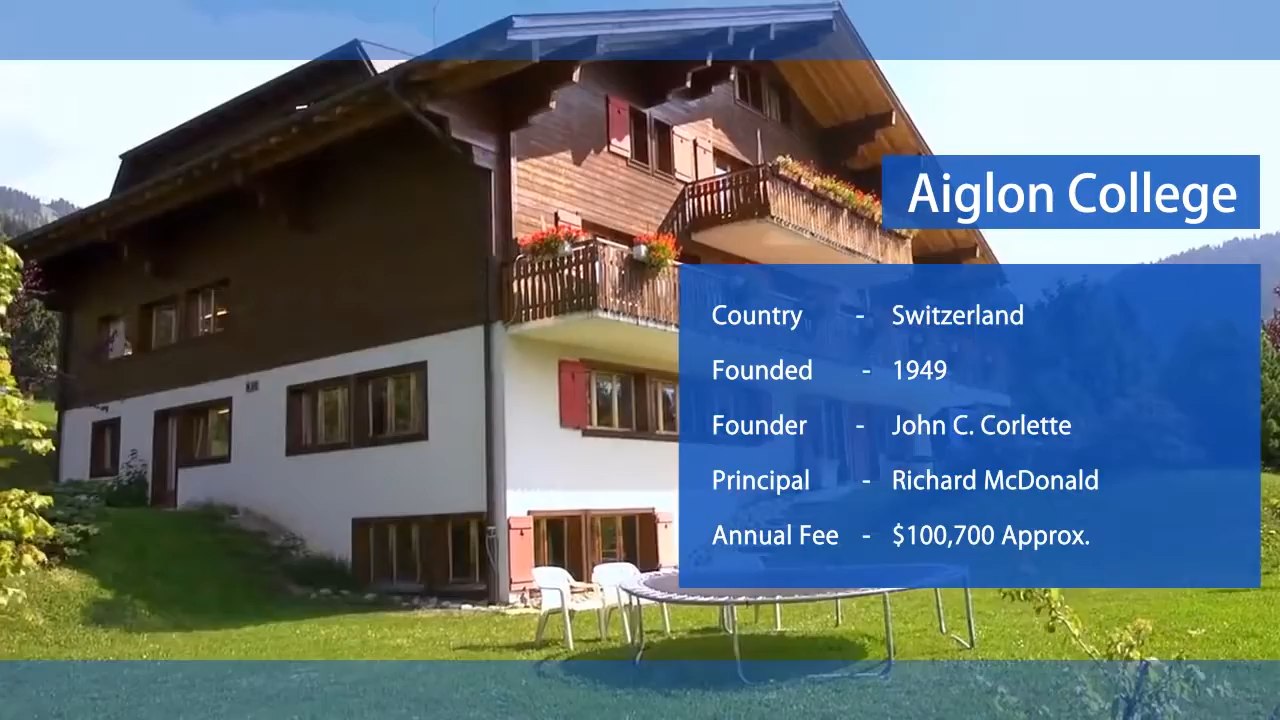 Aiglon College
Country - Switzerland
Founded - 1949
Founder - John C. Corlette
Principal - Richard McDonald
Annual Fee - $100,700 Approx.